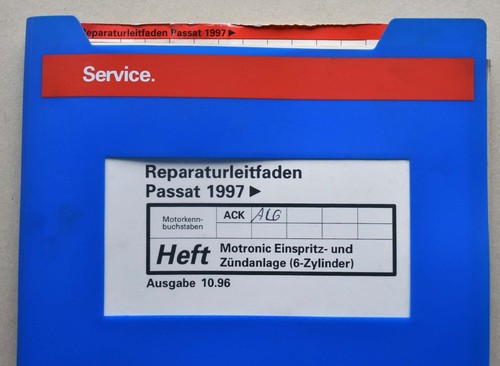 Reparaturleitfaden Passat 1997 ►
Service.
Reparaturleitfaden
Passat 1997 ►
Motorkenn-
buchstaben
ACK ALG
Heft
Motronic Einspritz- und
Zündanlage (6-Zylinder)
Ausgabe 10.96